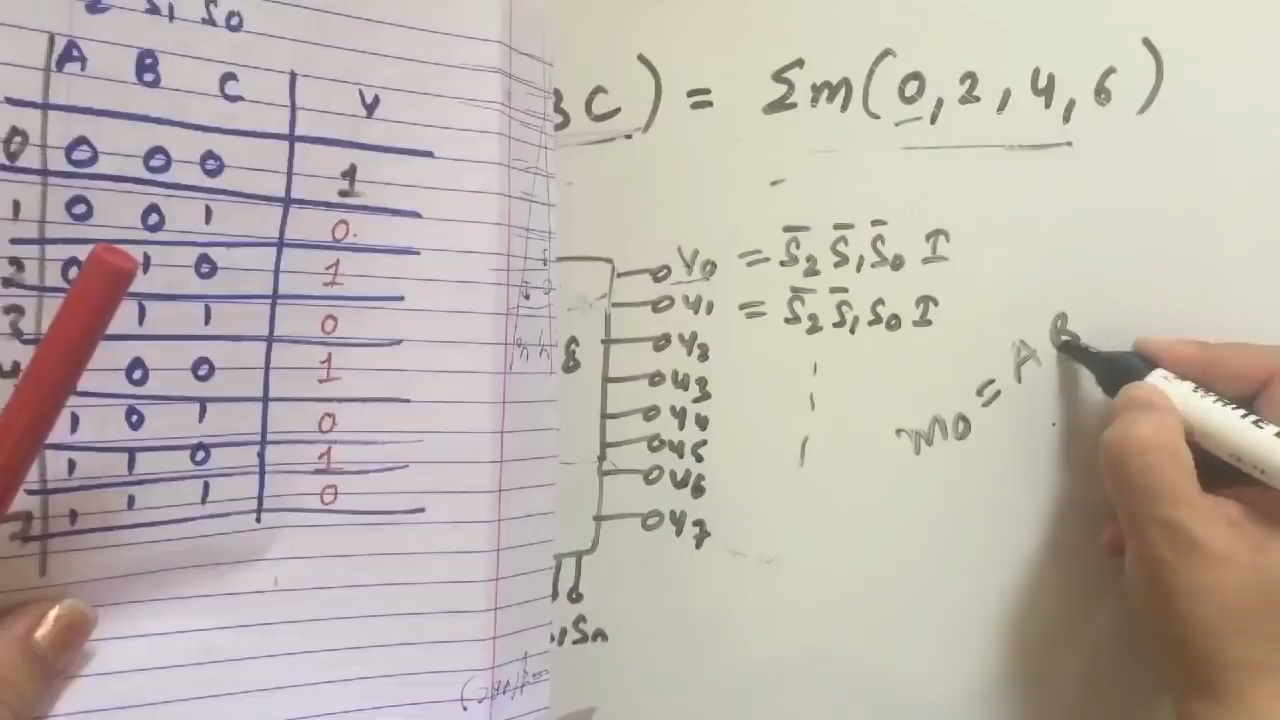 S1 S0
A B C Y
0 0 0 0 1
1 0 0 1 0.
2 0 1 0 1
3 1 1 0
4 0 0 1
1 0 1 0
1 1 0 1
7 1 1 1 0
BC) = Σm(0,2,4,6)
Y0 = S̅2 S̅1 S̅0 I
Y1 = S̅2 S̅1 S0 I
Y2
Y3
Y4
Y5
Y6
Y7
8
m0 = A B